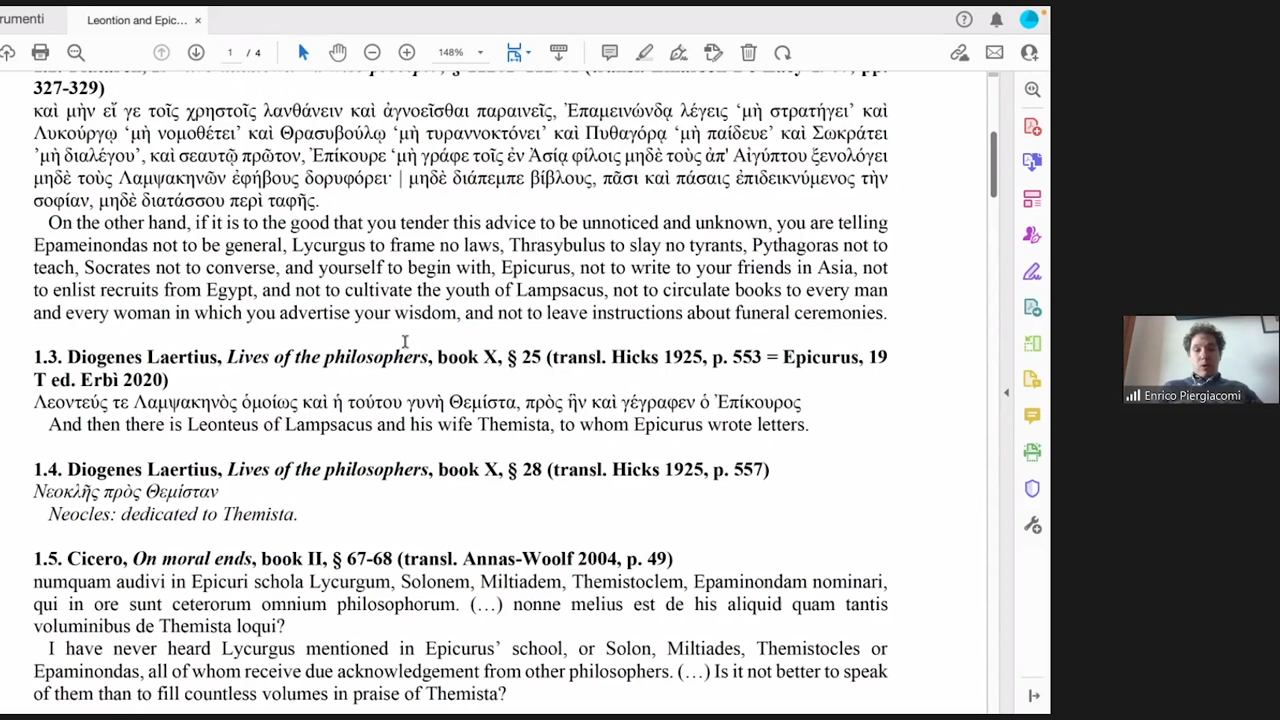 rumenti
Leontion and Epic... ×
1 / 4
148%
327-329)
καὶ μὴν εἴ γε τοῖς χρηστοῖς λανθάνειν καὶ ἀγνοεῖσθαι παραινεῖς, Ἐπαμεινώνδᾳ λέγεις ‘μὴ στρατήγει’ καὶ
Λυκούργῳ ‘μὴ νομοθέτει’ καὶ Θρασυβούλῳ ‘μὴ τυραννοκτόνει’ καὶ Πυθαγόρᾳ ‘μὴ παίδευε’ καὶ Σωκράτει
’μὴ διαλέγου’, καὶ σεαυτῷ πρῶτον, Ἐπίκουρε ‘μὴ γράφε τοῖς ἐν Ἀσίᾳ φίλοις μηδὲ τοὺς ἀπ' Αἰγύπτου ξενολόγει
μηδὲ τοὺς Λαμψακηνῶν ἐφήβους δορυφόρει· | μηδὲ διάπεμπε βίβλους, πᾶσι καὶ πάσαις ἐπιδεικνύμενος τὴν
σοφίαν, μηδὲ διατάσσου περὶ ταφῆς.
On the other hand, if it is to the good that you tender this advice to be unnoticed and unknown, you are telling
Epameinondas not to be general, Lycurgus to frame no laws, Thrasybulus to slay no tyrants, Pythagoras not to
teach, Socrates not to converse, and yourself to begin with, Epicurus, not to write to your friends in Asia, not
to enlist recruits from Egypt, and not to cultivate the youth of Lampsacus, not to circulate books to every man
and every woman in which you advertise your wisdom, and not to leave instructions about funeral ceremonies.
1.3. Diogenes Laertius, Lives of the philosophers, book X, § 25 (transl. Hicks 1925, p. 553 = Epicurus, 19
T ed. Erbì 2020)
Λεοντεύς τε Λαμψακηνὸς ὁμοίως καὶ ἡ τούτου γυνὴ Θεμίστα, πρὸς ἣν καὶ γέγραφεν ὁ Ἐπίκουρος
And then there is Leonteus of Lampsacus and his wife Themista, to whom Epicurus wrote letters.
1.4. Diogenes Laertius, Lives of the philosophers, book X, § 28 (transl. Hicks 1925, p. 557)
Νεοκλῆς πρὸς Θεμίσταν
Neocles: dedicated to Themista.
1.5. Cicero, On moral ends, book II, § 67-68 (transl. Annas-Woolf 2004, p. 49)
numquam audivi in Epicuri schola Lycurgum, Solonem, Miltiadem, Themistoclem, Epaminondam nominari,
qui in ore sunt ceterorum omnium philosophorum. (…) nonne melius est de his aliquid quam tantis
voluminibus de Themista loqui?
I have never heard Lycurgus mentioned in Epicurus’ school, or Solon, Miltiades, Themistocles or
Epaminondas, all of whom receive due acknowledgement from other philosophers. (…) Is it not better to speak
of them than to fill countless volumes in praise of Themista?
Enrico Piergiacomi